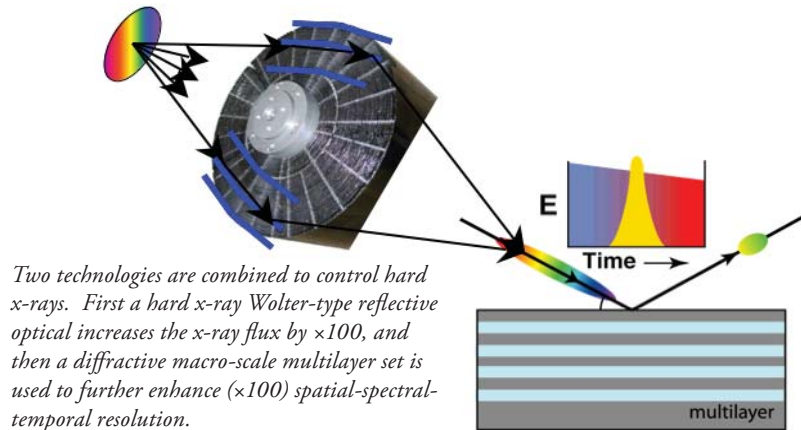 E
Time
Two technologies are combined to control hard
x-rays. First a hard x-ray Wolter-type reflective
optical increases the x-ray flux by ×100, and
then a diffractive macro-scale multilayer set is
used to further enhance (×100) spatial-spectral-
temporal resolution.
multilayer